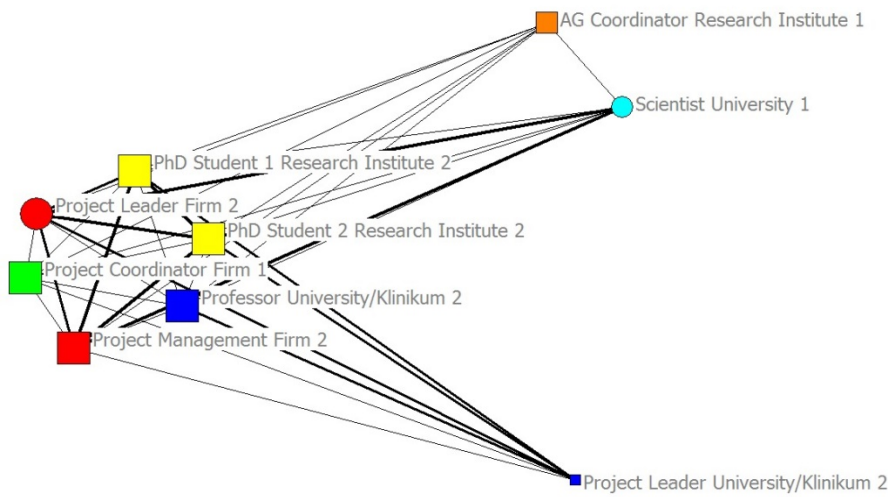 AG Coordinator Research Institute 1
Scientist University 1
PhD Student 1 Research Institute 2
Project Leader Firm 2
PhD Student 2 Research Institute 2
Project Coordinator Firm 1
Professor University/Klinikum 2
Project Management Firm 2
Project Leader University/Klinikum 2